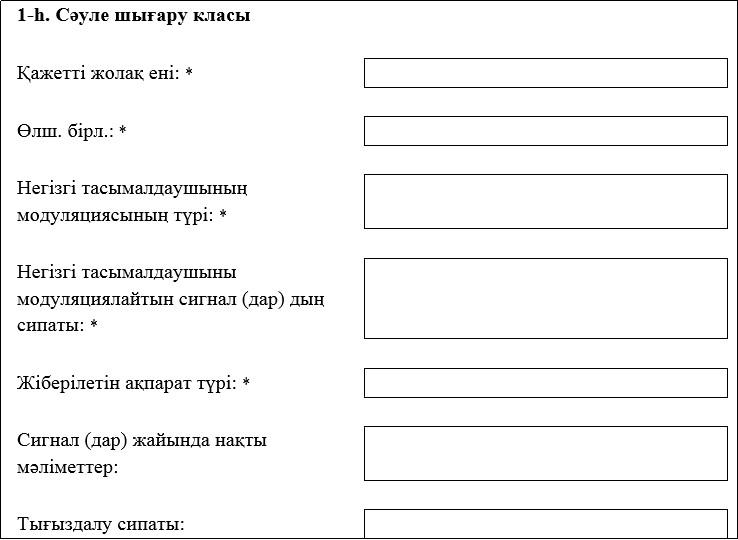 1-h. Сәуле шығару класы
Қажетті жолақ ені: *
Өлш. бірл.: *
Негізгі тасымалдаушының
модуляциясының түрі: *
Негізгі тасымалдаушыны
модуляциялайтын сигнал (дар) дың
сипаты: *
Жіберілетін ақпарат түрі: *
Сигнал (дар) жайында нақты
мәліметтер:
Тығыздалу сипаты: